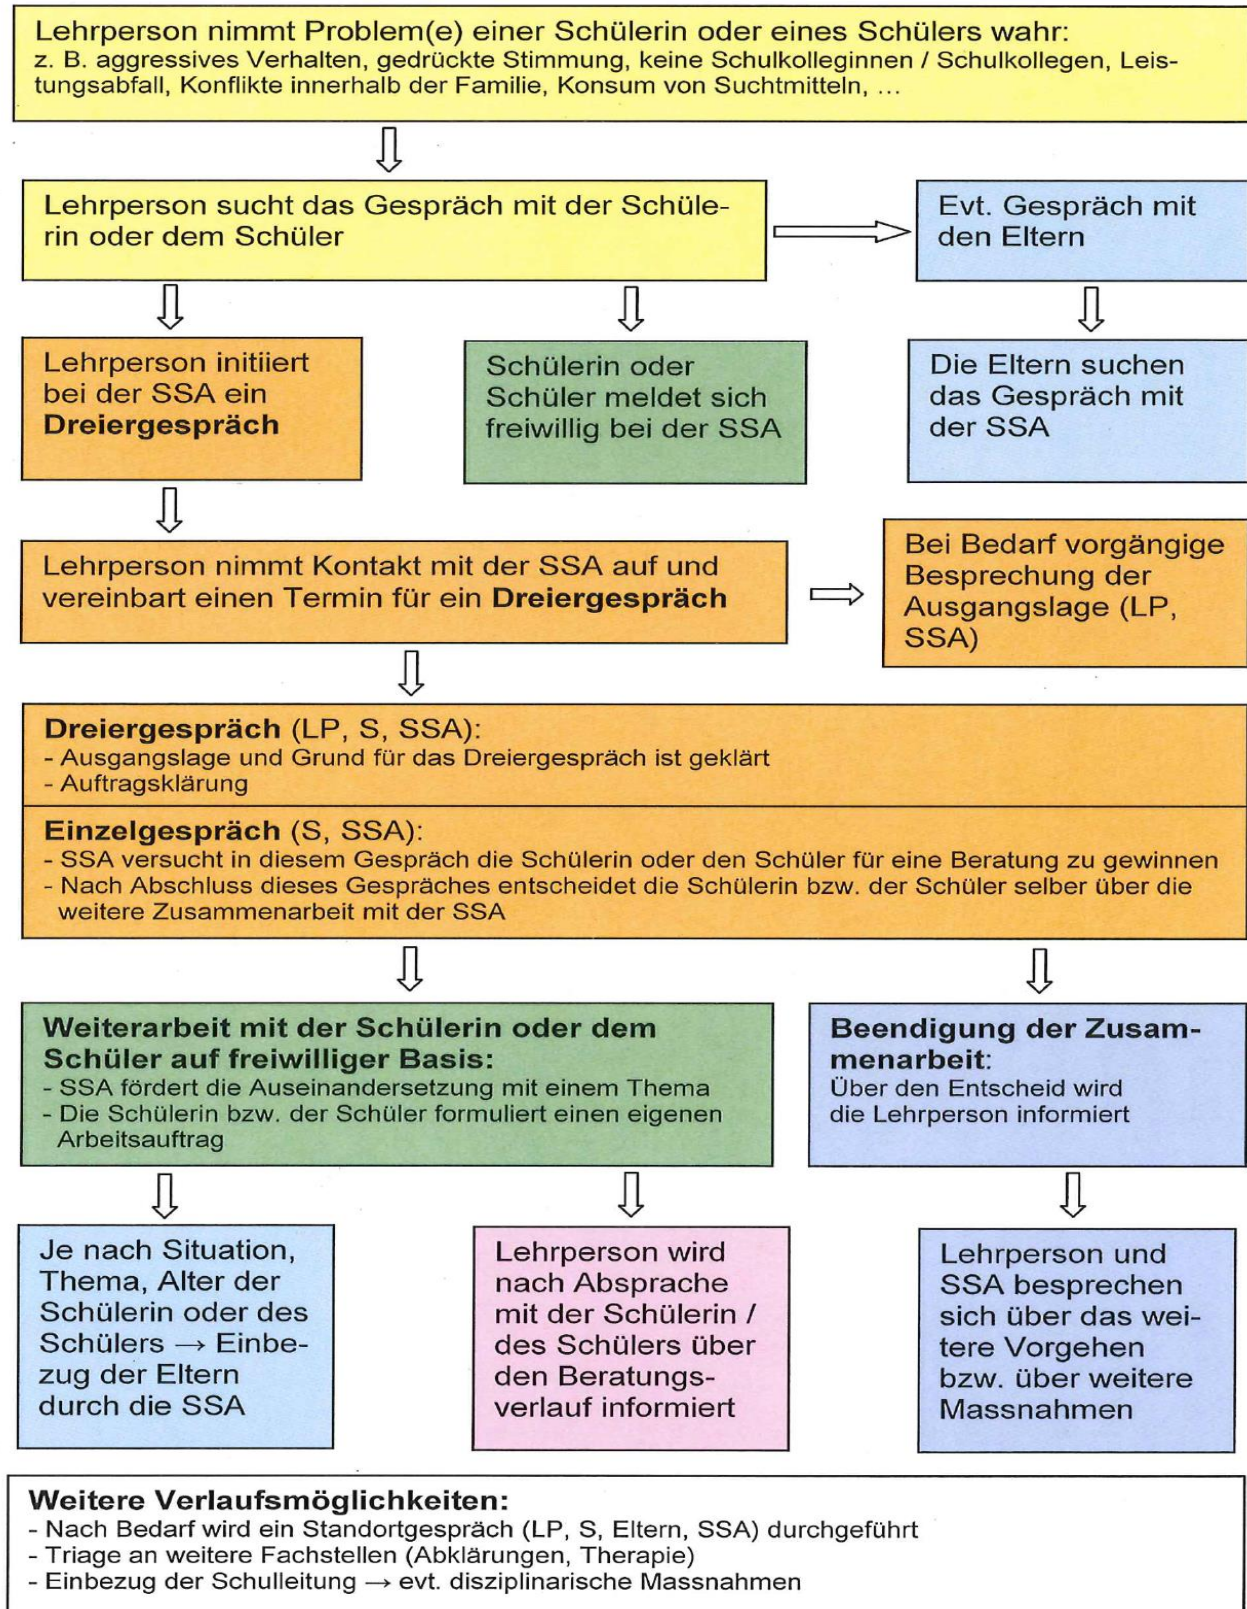 Lehrperson nimmt Problem(e) einer Schülerin oder eines Schülers wahr:
z. B. aggressives Verhalten, gedrückte Stimmung, keine Schulkolleginnen / Schulkollegen, Leis-
tungsabfall, Konflikte innerhalb der Familie, Konsum von Suchtmitteln, ...
Lehrperson sucht das Gespräch mit der Schüle-
rin oder dem Schüler
Evt. Gespräch mit
den Eltern
Lehrperson initiiert
bei der SSA ein
Dreiergespräch
Schülerin oder
Schüler meldet sich
freiwillig bei der SSA
Die Eltern suchen
das Gespräch mit
der SSA
Lehrperson nimmt Kontakt mit der SSA auf und
vereinbart einen Termin für ein Dreiergespräch
Bei Bedarf vorgängige
Besprechung der
Ausgangslage (LP,
SSA)
Dreiergespräch (LP, S, SSA):
- Ausgangslage und Grund für das Dreiergespräch ist geklärt
- Auftragsklärung
Einzelgespräch (S, SSA):
- SSA versucht in diesem Gespräch die Schülerin oder den Schüler für eine Beratung zu gewinnen
- Nach Abschluss dieses Gespräches entscheidet die Schülerin bzw. der Schüler selber über die
weitere Zusammenarbeit mit der SSA
Weiterarbeit mit der Schülerin oder dem
Schüler auf freiwilliger Basis:
- SSA fördert die Auseinandersetzung mit einem Thema
- Die Schülerin bzw. der Schüler formuliert einen eigenen
Arbeitsauftrag
Beendigung der Zusam-
menarbeit:
Über den Entscheid wird
die Lehrperson informiert
Je nach Situation,
Thema, Alter der
Schülerin oder des
Schülers → Einbe-
zug der Eltern
durch die SSA
Lehrperson wird
nach Absprache
mit der Schülerin /
des Schülers über
den Beratungs-
verlauf informiert
Lehrperson und
SSA besprechen
sich über das wei-
tere Vorgehen
bzw. über weitere
Massnahmen
Weitere Verlaufsmöglichkeiten:
- Nach Bedarf wird ein Standortgespräch (LP, S, Eltern, SSA) durchgeführt
- Triage an weitere Fachstellen (Abklärungen, Therapie)
- Einbezug der Schulleitung → evt. disziplinarische Massnahmen